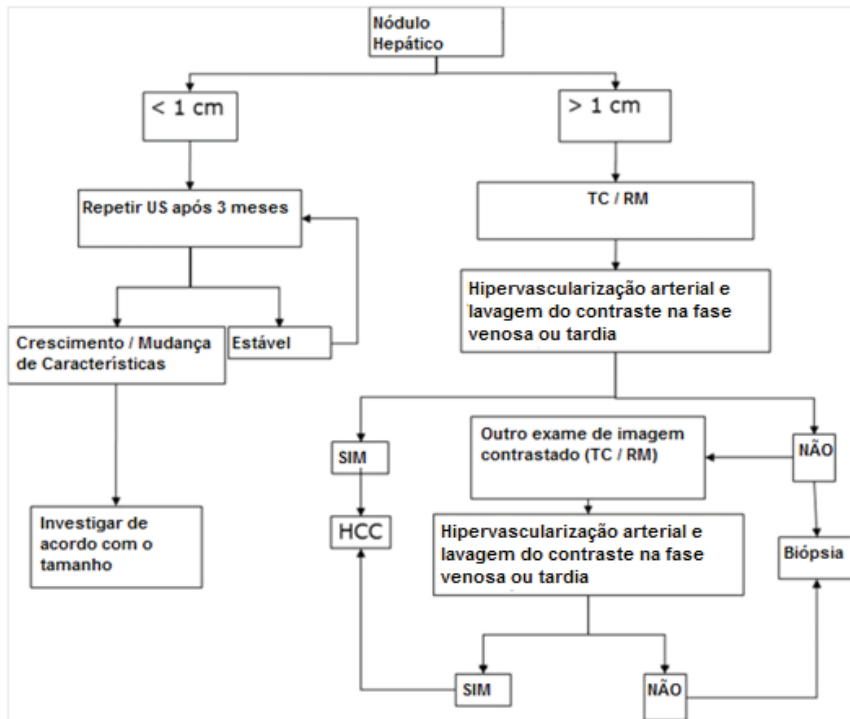 Nódulo
Hepático
< 1 cm
> 1 cm
Repetir US após 3 meses
TC / RM
Hipervascularização arterial e
lavagem do contraste na fase
venosa ou tardia
Crescimento / Mudança
de Características
Estável
SIM
Outro exame de imagem
contrastado (TC / RM)
NÃO
Investigar de
acordo com o
tamanho
HCC
Hipervascularização arterial e
lavagem do contraste na fase
venosa ou tardia
Biópsia
SIM
NÃO